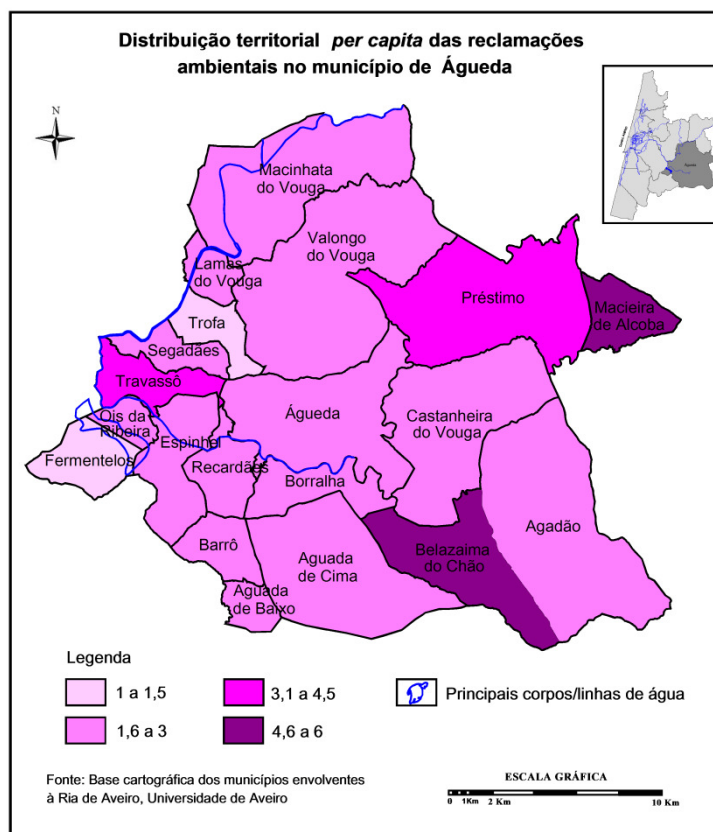 Distribuição territorial per capita das reclamações
ambientais no município de Águeda
N
Macinhata
do Vouga
Valongo
do Vouga
Lamas
do Vouga
Préstimo
Macieira
de Alcoba
Trofa
Segadães
Travassô
Águeda
Castanheira
do Vouga
Ois da
Ribeira
Espinhel
Fermentelos
Recardães
Borralha
Agadão
Barrô
Aguada
de Cima
Belazaima
do Chão
Aguada
de Baixo
Legenda
1 a 1,5
3,1 a 4,5
Principais corpos/linhas de água
1,6 a 3
4,6 a 6
Fonte: Base cartográfica dos municípios envolventes
à Ria de Aveiro, Universidade de Aveiro
ESCALA GRÁFICA
0 1Km 2 Km 10 Km